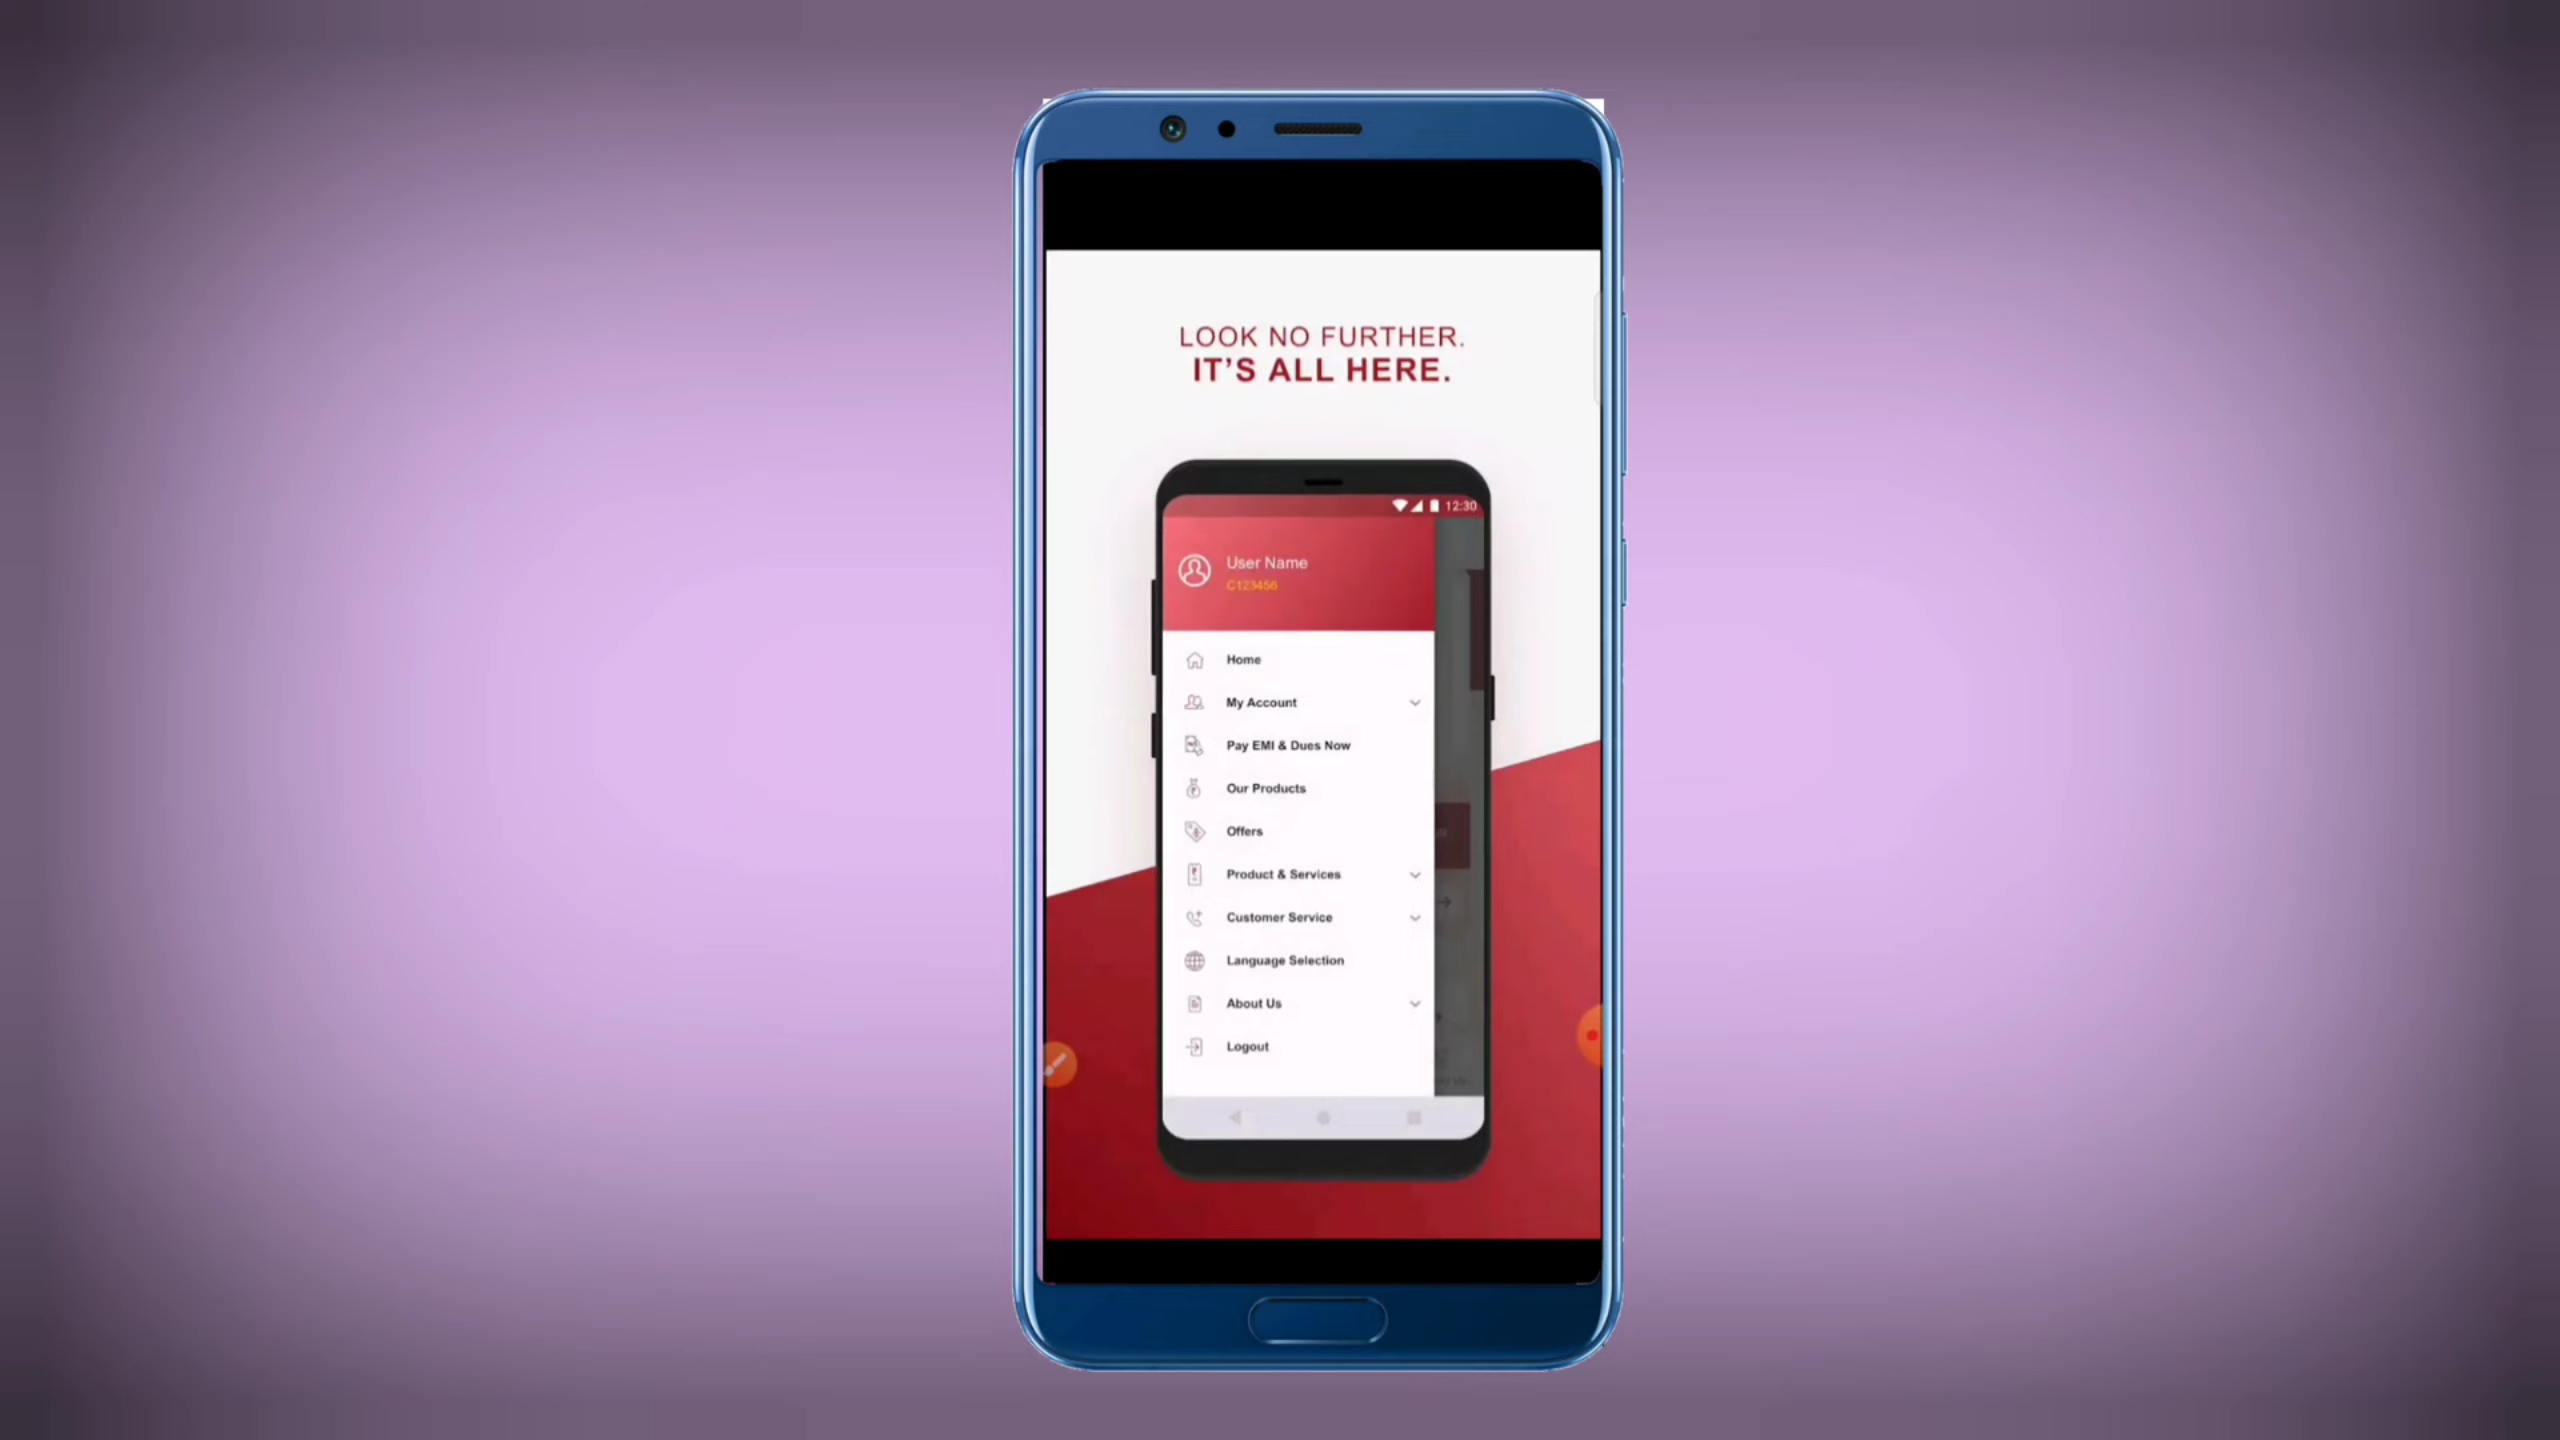 LOOK NO FURTHER.
IT'S ALL HERE.
12:30
User Name
C123456
Home
My Account
Pay EMI & Dues Now
Our Products
Offers
Product & Services
Customer Service
Language Selection
About Us
Logout